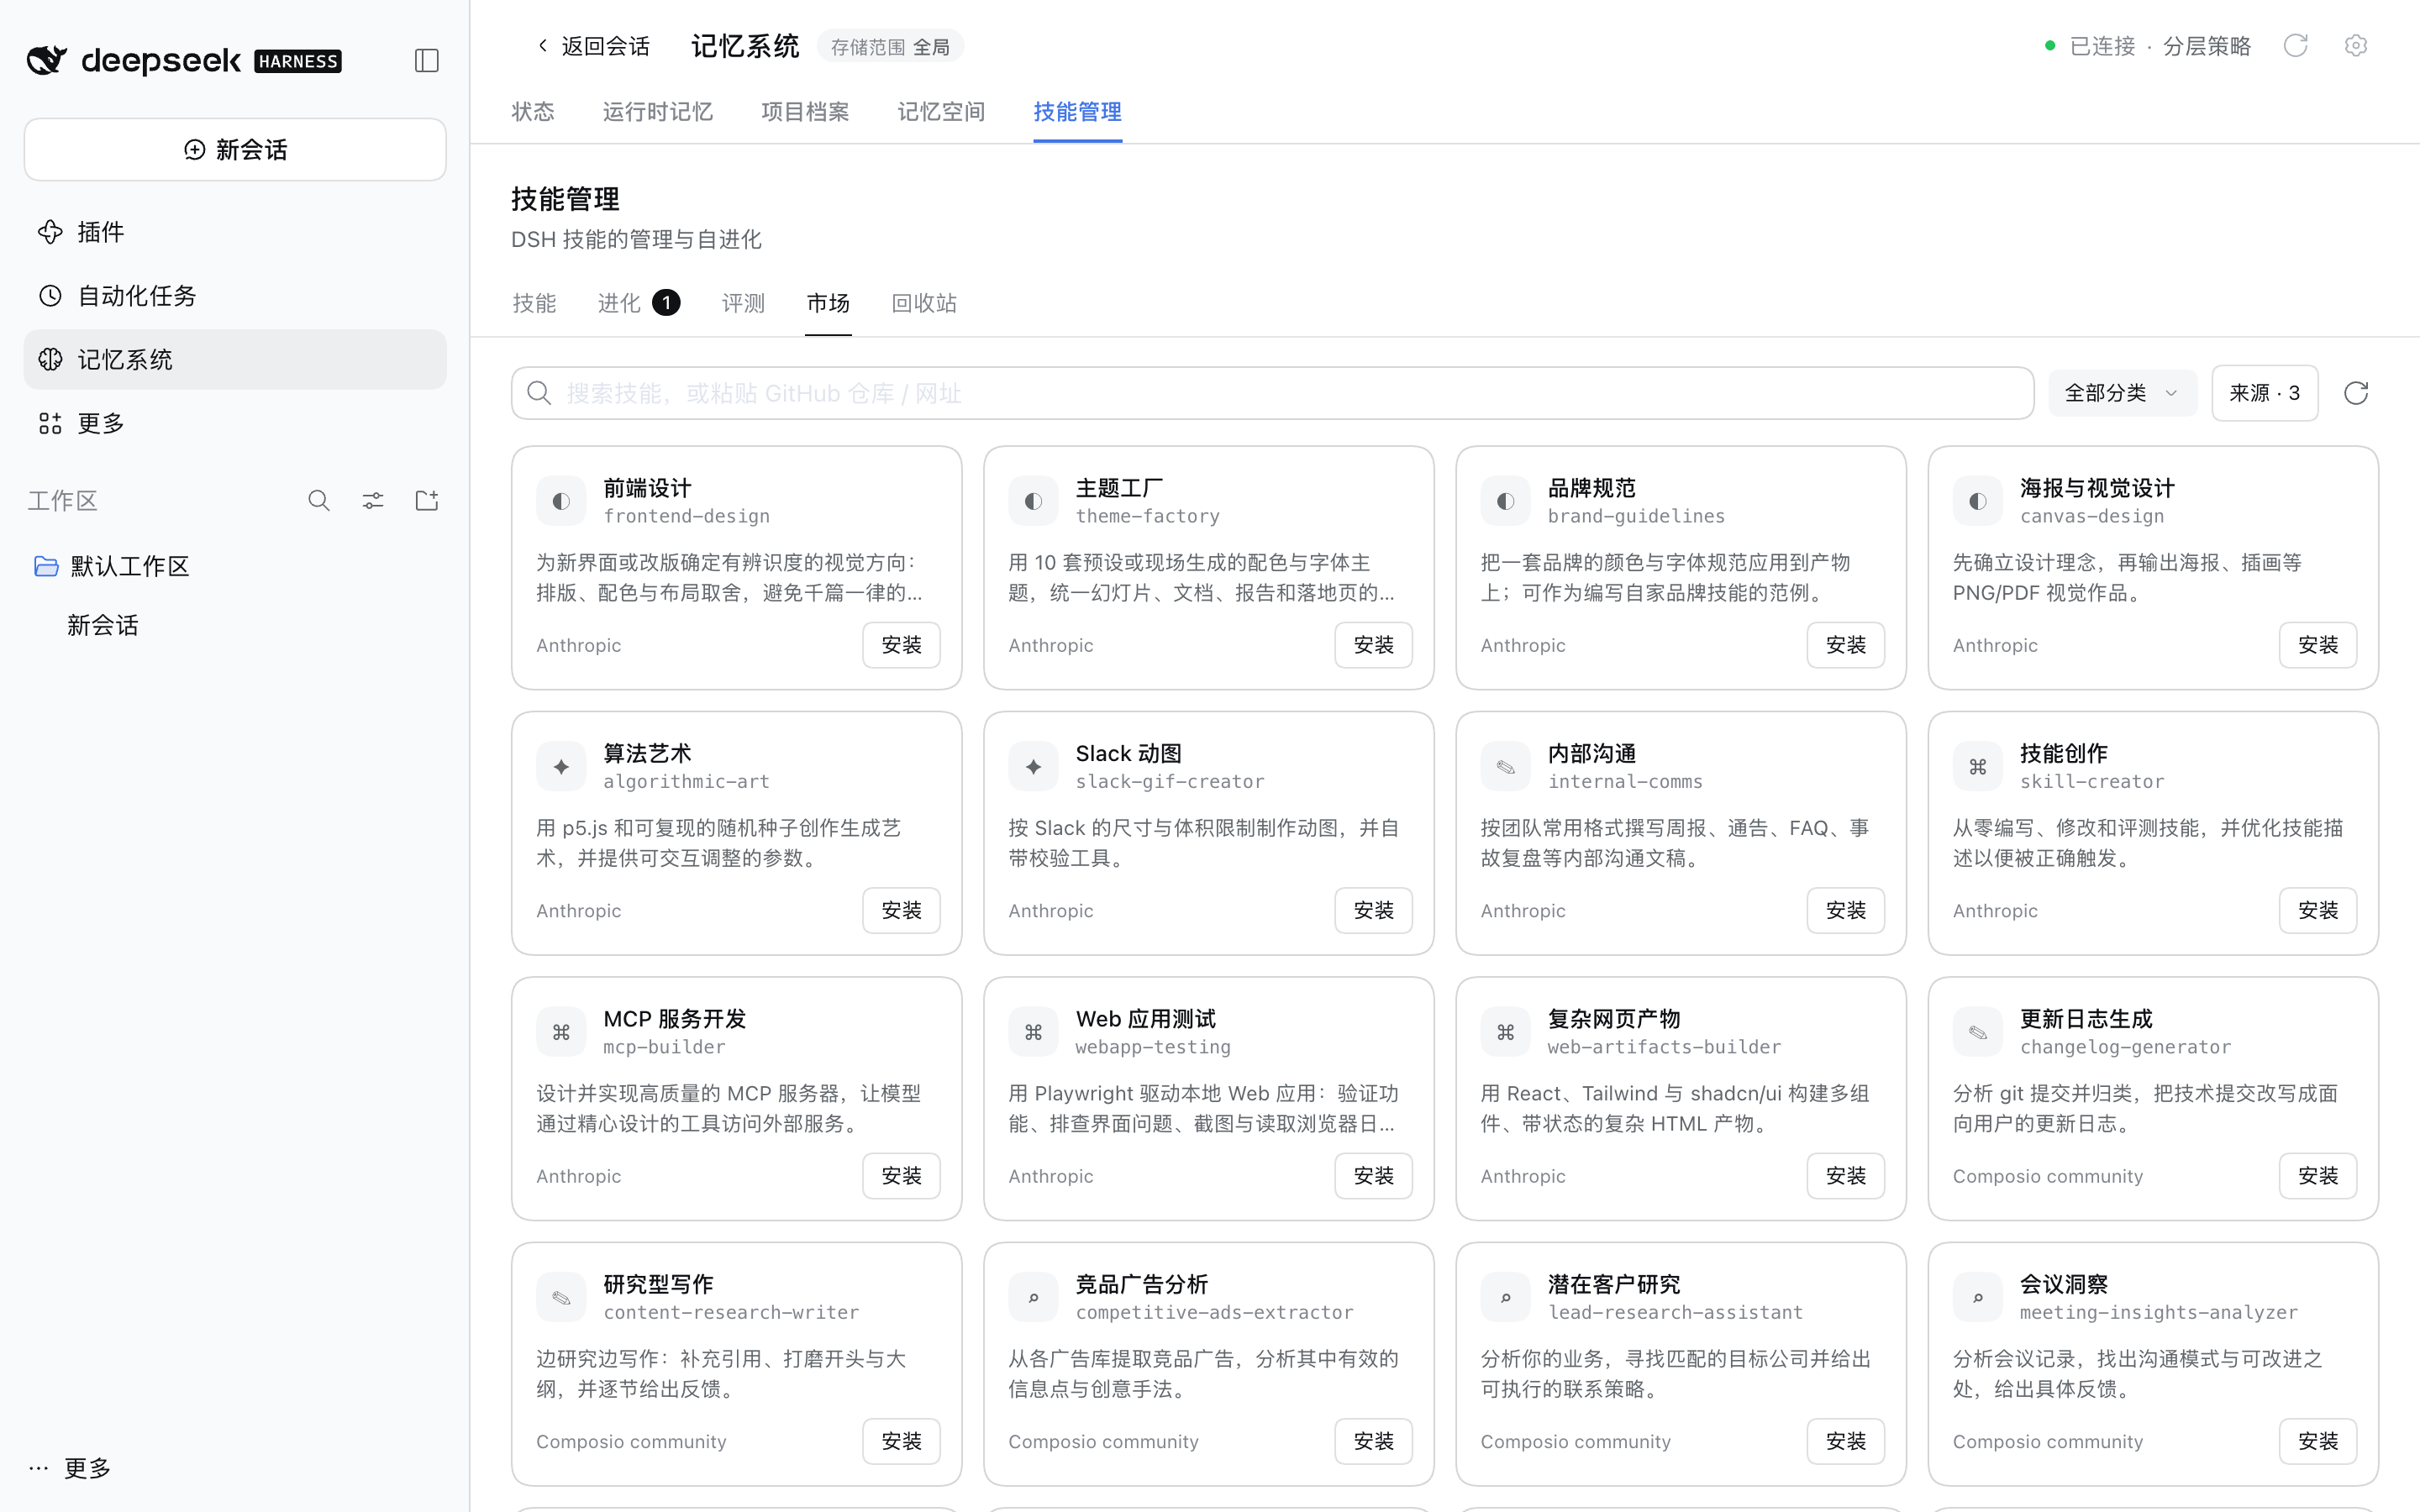 deepseek HARNESS
新会话
插件
自动化任务
记忆系统
更多
工作区
默认工作区
新会话
更多
返回会话
记忆系统
存储范围 全局
已连接 · 分层策略
状态
运行时记忆
项目档案
记忆空间
技能管理
技能管理
DSH 技能的管理与自进化
技能
进化 1
评测
市场
回收站
搜索技能，或粘贴 GitHub 仓库 / 网址
全部分类
来源 · 3
前端设计
frontend-design
为新界面或改版确定有辨识度的视觉方向：
排版、配色与布局取舍，避免千篇一律的...
Anthropic
安装
主题工厂
theme-factory
用 10 套预设或现场生成的配色与字体主
题，统一幻灯片、文档、报告和落地页的...
Anthropic
安装
品牌规范
brand-guidelines
把一套品牌的颜色与字体规范应用到产物
上；可作为编写自家品牌技能的范例。
Anthropic
安装
海报与视觉设计
canvas-design
先确立设计理念，再输出海报、插画等
PNG/PDF 视觉作品。
Anthropic
安装
算法艺术
algorithmic-art
用 p5.js 和可复现的随机种子创作生成艺
术，并提供可交互调整的参数。
Anthropic
安装
Slack 动图
slack-gif-creator
按 Slack 的尺寸与体积限制制作动图，并自
带校验工具。
Anthropic
安装
内部沟通
internal-comms
按团队常用格式撰写周报、通告、FAQ、事
故复盘等内部沟通文稿。
Anthropic
安装
技能创作
skill-creator
从零编写、修改和评测技能，并优化技能描
述以便被正确触发。
Anthropic
安装
MCP 服务开发
mcp-builder
设计并实现高质量的 MCP 服务器，让模型
通过精心设计的工具访问外部服务。
Anthropic
安装
Web 应用测试
webapp-testing
用 Playwright 驱动本地 Web 应用：验证功
能、排查界面问题、截图与读取浏览器日...
Anthropic
安装
复杂网页产物
web-artifacts-builder
用 React、Tailwind 与 shadcn/ui 构建多组
件、带状态的复杂 HTML 产物。
Anthropic
安装
更新日志生成
changelog-generator
分析 git 提交并归类，把技术提交改写成面
向用户的更新日志。
Composio community
安装
研究型写作
content-research-writer
边研究边写作：补充引用、打磨开头与大
纲，并逐节给出反馈。
Composio community
安装
竞品广告分析
competitive-ads-extractor
从各广告库提取竞品广告，分析其中有效的
信息点与创意手法。
Composio community
安装
潜在客户研究
lead-research-assistant
分析你的业务，寻找匹配的目标公司并给出
可执行的联系策略。
Composio community
安装
会议洞察
meeting-insights-analyzer
分析会议记录，找出沟通模式与可改进之
处，给出具体反馈。
Composio community
安装